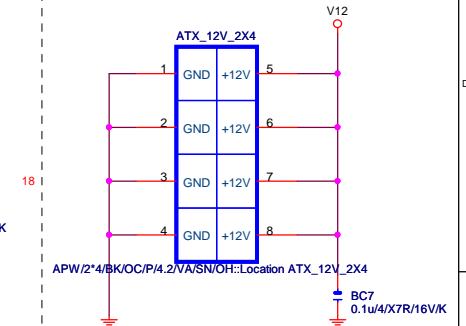 V12
ATX_12V_2X4
1 GND +12V 5
2 GND +12V 6
3 GND +12V 7
18
4 GND +12V 8
K
APW/2*4/BK/OC/P/4.2/VA/SN/OH::Location ATX_12V_2X4
BC7
0.1u/4/X7R/16V/K